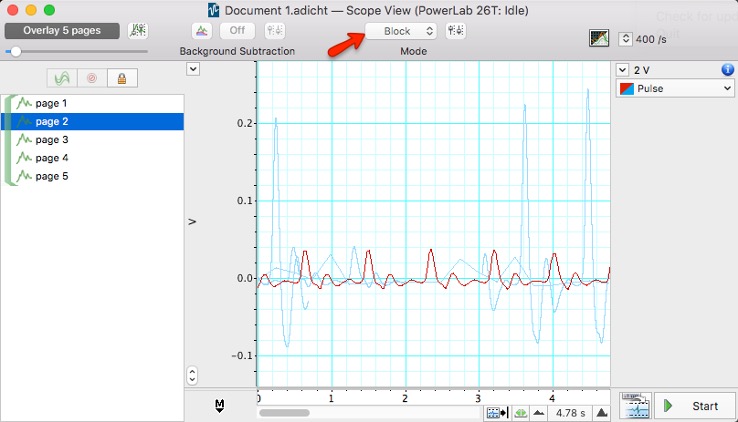 Document 1.adicht — Scope View (PowerLab 26T: Idle)
Overlay 5 pages
Off
Block
Check for upd
Background Subtraction
Mode
400 /s
page 1
page 2
page 3
page 4
page 5
2 V
Pulse
0.2
0.1
V
0.0
−0.1
0
1
2
3
4
M
4.78 s
Start